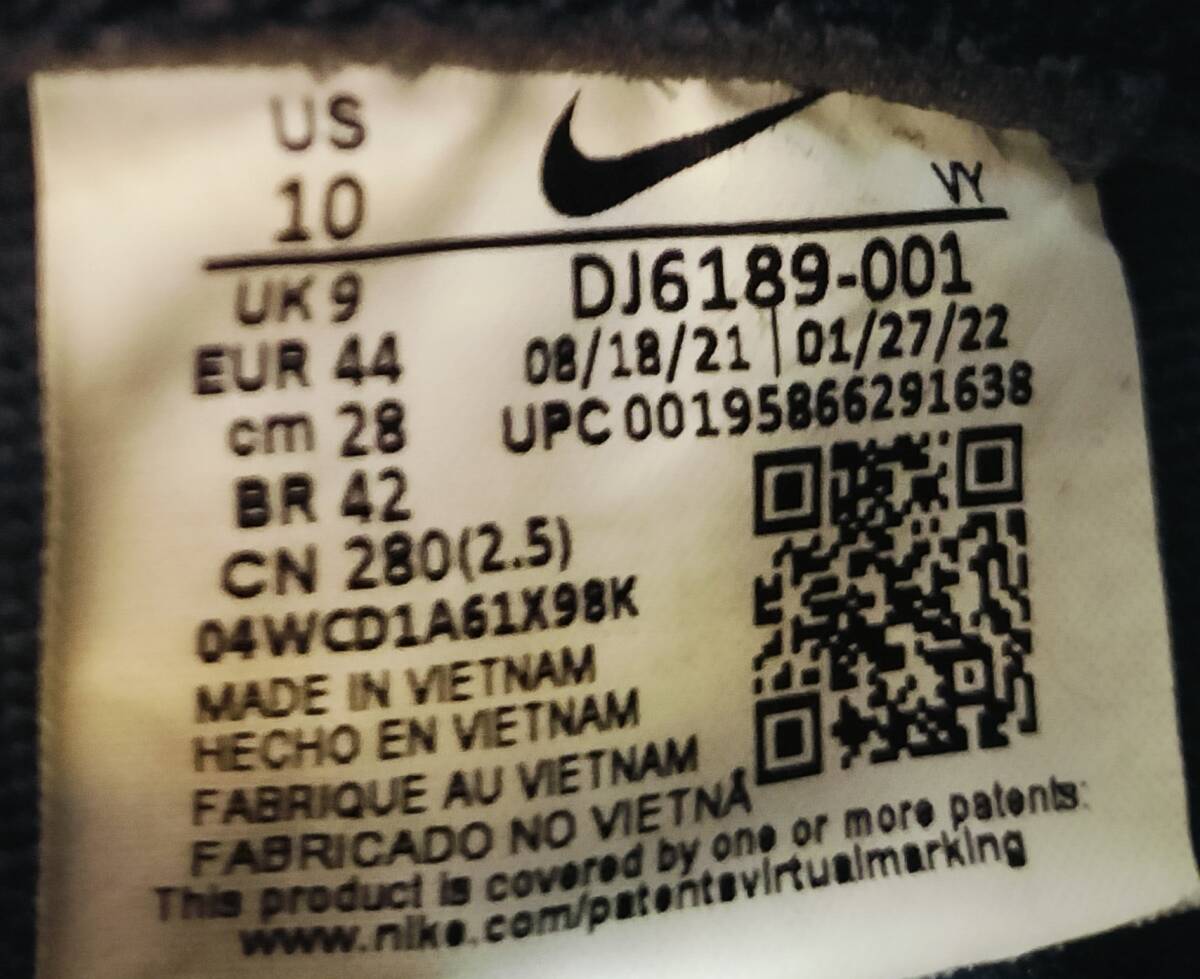 US
10
VY
UK 9
EUR 44
cm 28
BR 42
CN 280(2.5)
DJ6189-001
08/18/21 | 01/27/22
UPC 00195866291638
04WCD1A61X98K
MADE IN VIETNAM
HECHO EN VIETNAM
FABRIQUE AU VIETNAM
FABRICADO NO VIETNÃ
This product is covered by one or more patents:
www.nike.com/patentsvirtualmarking